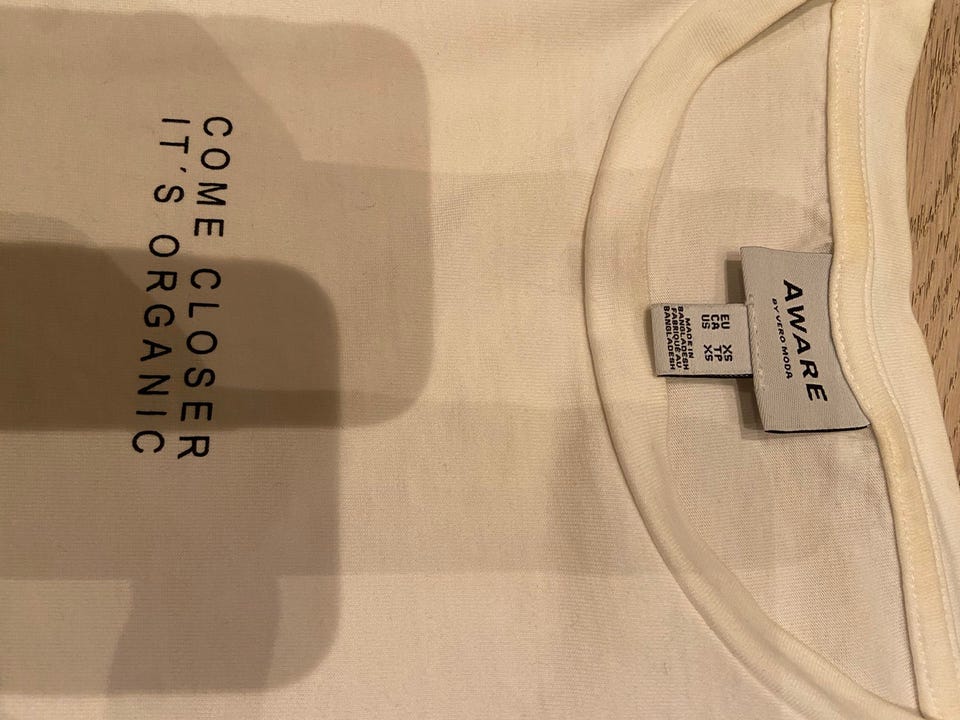 COME CLOSER
IT'S ORGANIC
AWARE
BY VERO MODA
EU XS
CA TP
US XS
MADE IN
BANGLADESH
FABRIQUÉ AU
BANGLADESH